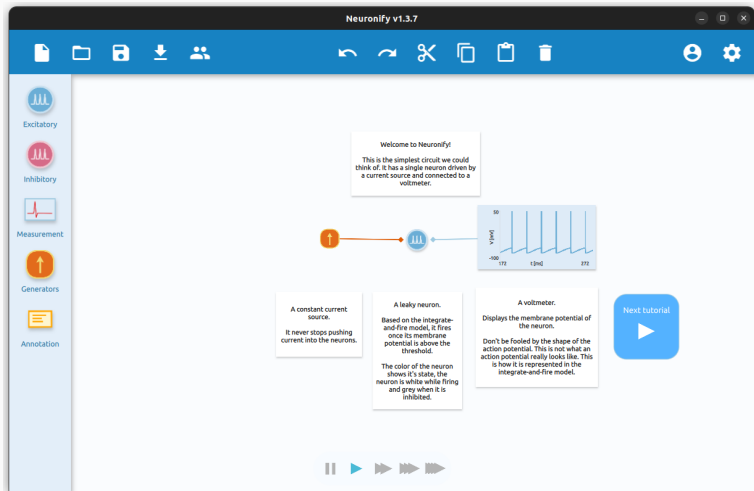 Neuronify v1.3.7
Excitatory
Inhibitory
Measurement
Generators
Annotation
Welcome to Neuronify!
This is the simplest circuit we could
think of. It has a single neuron driven by
a current source and connected to a
voltmeter.
50
V [mV]
-100
172
t [ms]
272
A constant current
source.
It never stops pushing
current into the neurons.
A leaky neuron.
Based on the integrate-
and-fire model, it fires
once its membrane
potential is above the
threshold.
The color of the neuron
shows it's state, the
neuron is white while firing
and grey when it is
inhibited.
A voltmeter.
Displays the membrane potential of
the neuron.
Don't be fooled by the shape of the
action potential. This is not what an
action potential really looks like. This
is how it is represented in the
integrate-and-fire model.
Next tutorial